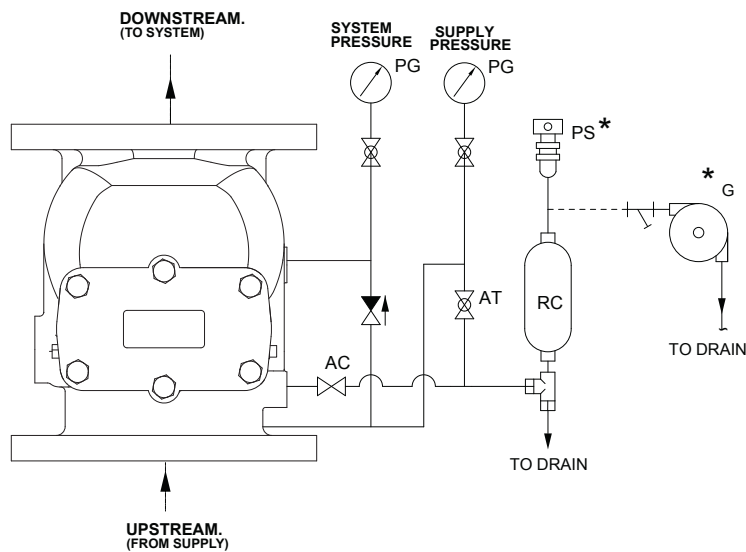 DOWNSTREAM.
(TO SYSTEM)
SYSTEM
PRESSURE
SUPPLY
PRESSURE
PG
PG
PS *
* G
AT
RC
AC
TO DRAIN
TO DRAIN
UPSTREAM.
(FROM SUPPLY)